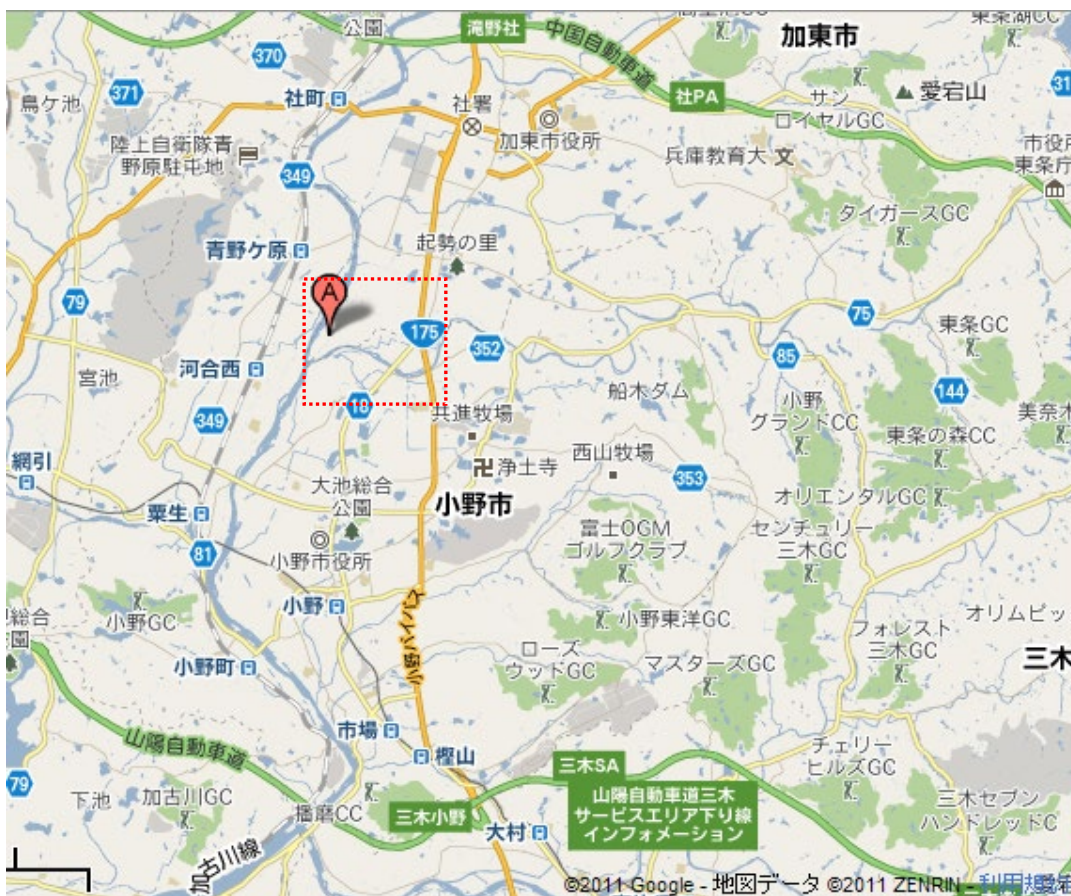 公園
滝野社
中国自動車道
加東市
370
371
鳥ケ池
社町
社署
加東市役所
社PA
サン
ロイヤルGC
愛宕山
陸上自衛隊青
野原駐屯地
兵庫教育大
文
東条庁
349
タイガースGC
青野ケ原
起勢の里
A
79
175
352
75
85
東条GC
河合西
宮池
18
349
共進牧場
船木ダム
小野
グランドCC
144
東条の森CC
網引
浄土寺
西山牧場
353
大池総合
公園
小野市
オリエンタルGC
粟生
81
小野市役所
富士OGM
ゴルフクラブ
センチュリー
三木GC
小野
小野バイパス
小野GC
小野東洋GC
オリムピッ
フォレスト
三木GC
小野町
ローズ
ウッドGC
マスターズGC
三木
市場
樫山
山陽自動車道
三木SA
チェリー
ヒルズGC
79
下池
加古川GC
播磨CC
三木小野
山陽自動車道三木
サービスエリア下り線
インフォメーション
三木セブン
ハンドレッドC
大村
加古川線
©2011 Google - 地図データ ©2011 ZENRIN - 利用規約